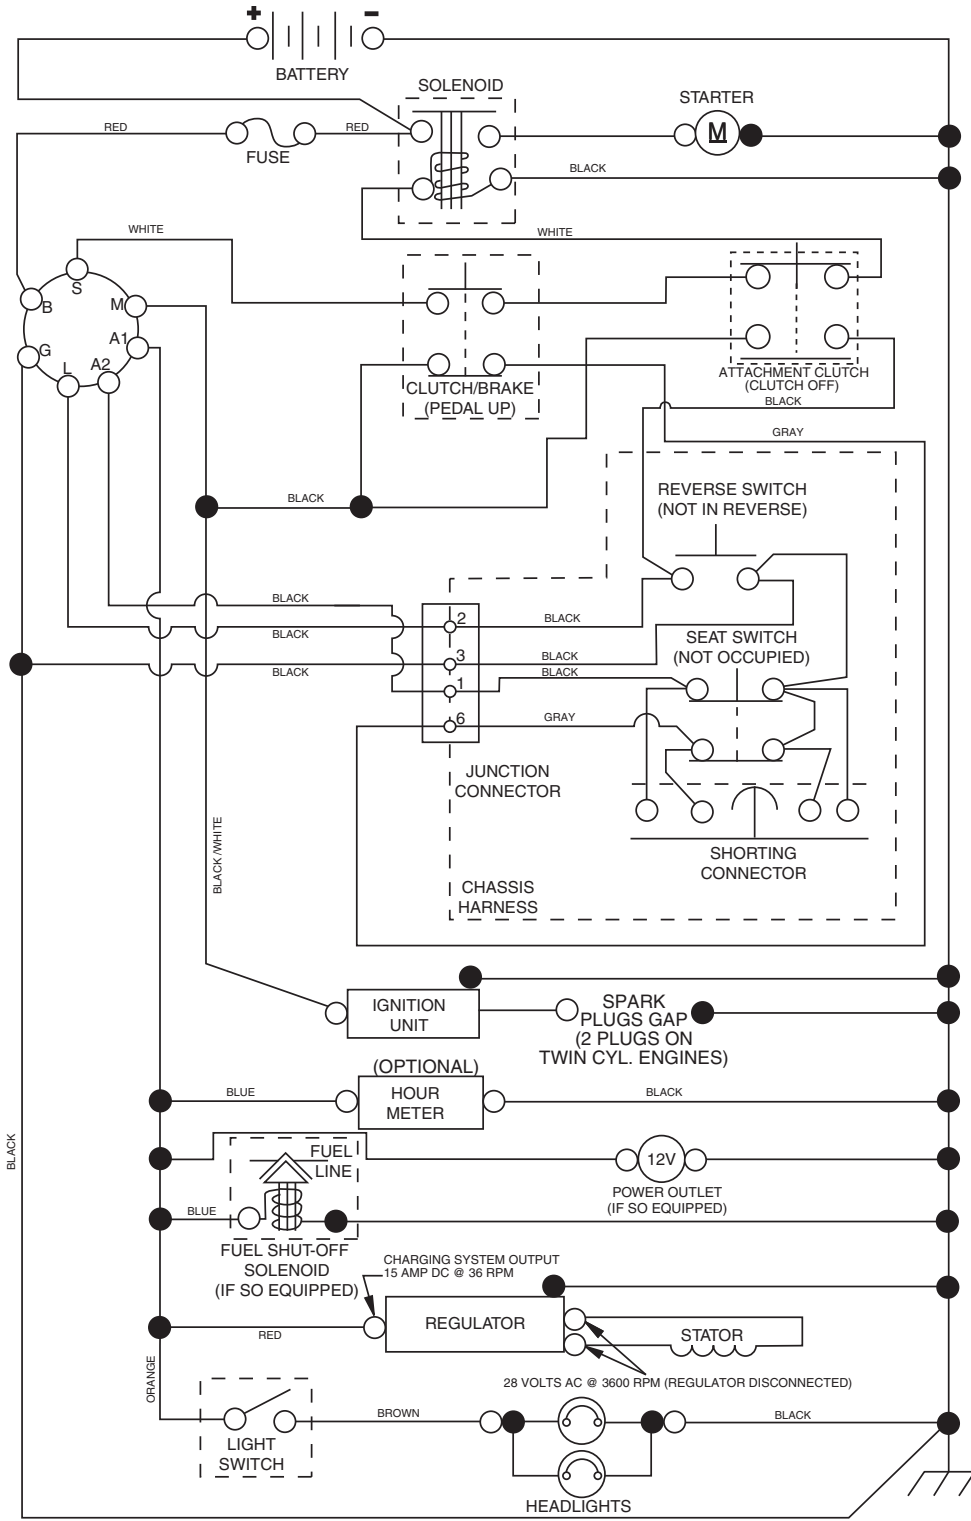 + -
BATTERY
SOLENOID
STARTER
RED
FUSE
RED
M
BLACK
WHITE
WHITE
S
B
M
A1
G
L
A2
CLUTCH/BRAKE
(PEDAL UP)
ATTACHMENT CLUTCH
(CLUTCH OFF)
BLACK
GRAY
BLACK
REVERSE SWITCH
(NOT IN REVERSE)
BLACK
2
BLACK
BLACK
SEAT SWITCH
(NOT OCCUPIED)
3
BLACK
BLACK
BLACK
1
6
GRAY
JUNCTION
CONNECTOR
BLACK/WHITE
SHORTING
CONNECTOR
CHASSIS
HARNESS
IGNITION
UNIT
SPARK
PLUGS GAP
(2 PLUGS ON
TWIN CYL. ENGINES)
(OPTIONAL)
HOUR
METER
BLUE
BLACK
BLACK
FUEL
LINE
12V
POWER OUTLET
(IF SO EQUIPPED)
BLUE
FUEL SHUT-OFF
SOLENOID
(IF SO EQUIPPED)
CHARGING SYSTEM OUTPUT
15 AMP DC @ 36 RPM
REGULATOR
STATOR
RED
28 VOLTS AC @ 3600 RPM (REGULATOR DISCONNECTED)
ORANGE
BROWN
BLACK
LIGHT
SWITCH
HEADLIGHTS